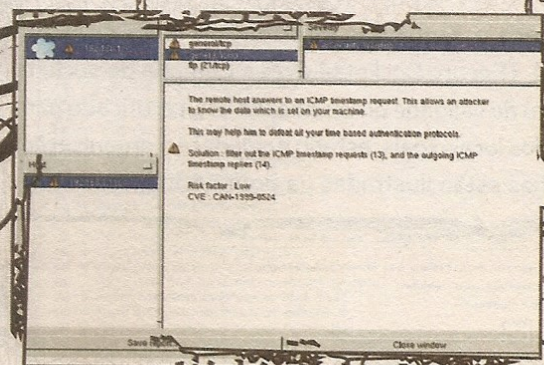 Severity
general/tcp
ftp (21/tcp)
The remote host answers to an ICMP timestamp request. This allows an attacker
to know the date which is set on your machine.
This may help him to defeat all your time based authentication protocols.
Solution : filter out the ICMP timestamp requests (13), and the outgoing ICMP
timestamp replies (14).
Risk factor : Low
CVE : CAN-1999-0524
Host
Save report
Close window